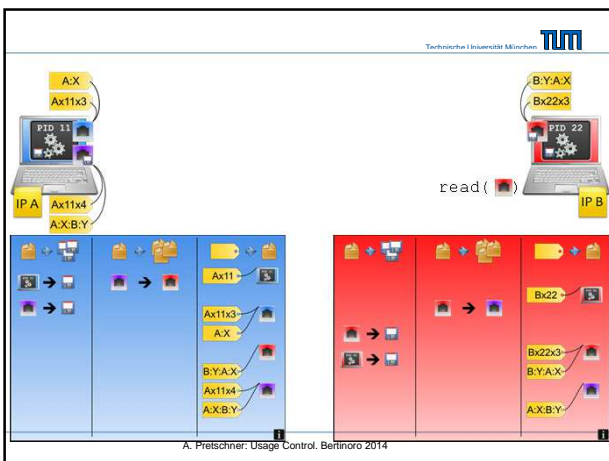 Technische Universität München
TUM
A:X
Ax11x3
PID 11
IP A
Ax11x4
A:X:B:Y
B:Y:A:X
Bx22x3
PID 22
read( )
IP B
Ax11
Ax11x3
A:X
B:Y:A:X
Ax11x4
A:X:B:Y
Bx22
Bx22x3
B:Y:A:X
A:X:B:Y
i
i
A. Pretschner: Usage Control. Bertinoro 2014